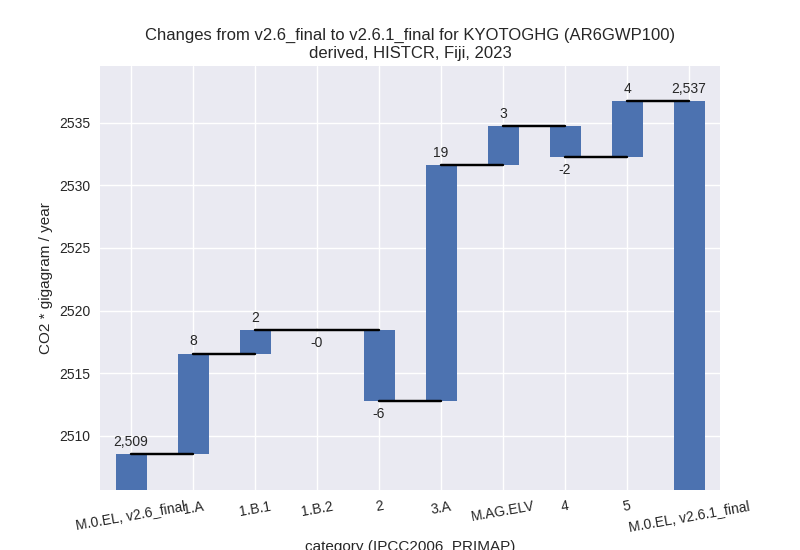 Changes from v2.6_final to v2.6.1_final for KYOTOGHG (AR6GWP100)
derived, HISTCR, Fiji, 2023
CO2 * gigagram / year
2535
2530
2525
2520
2515
2510
2,509
8
2
-0
-6
19
3
-2
4
2,537
M.0.EL, v2.6_final
1.A
1.B.1
1.B.2
2
3.A
M.AG.ELV
4
5
M.0.EL, v2.6.1_final
category (IPCC2006_PRIMAP)